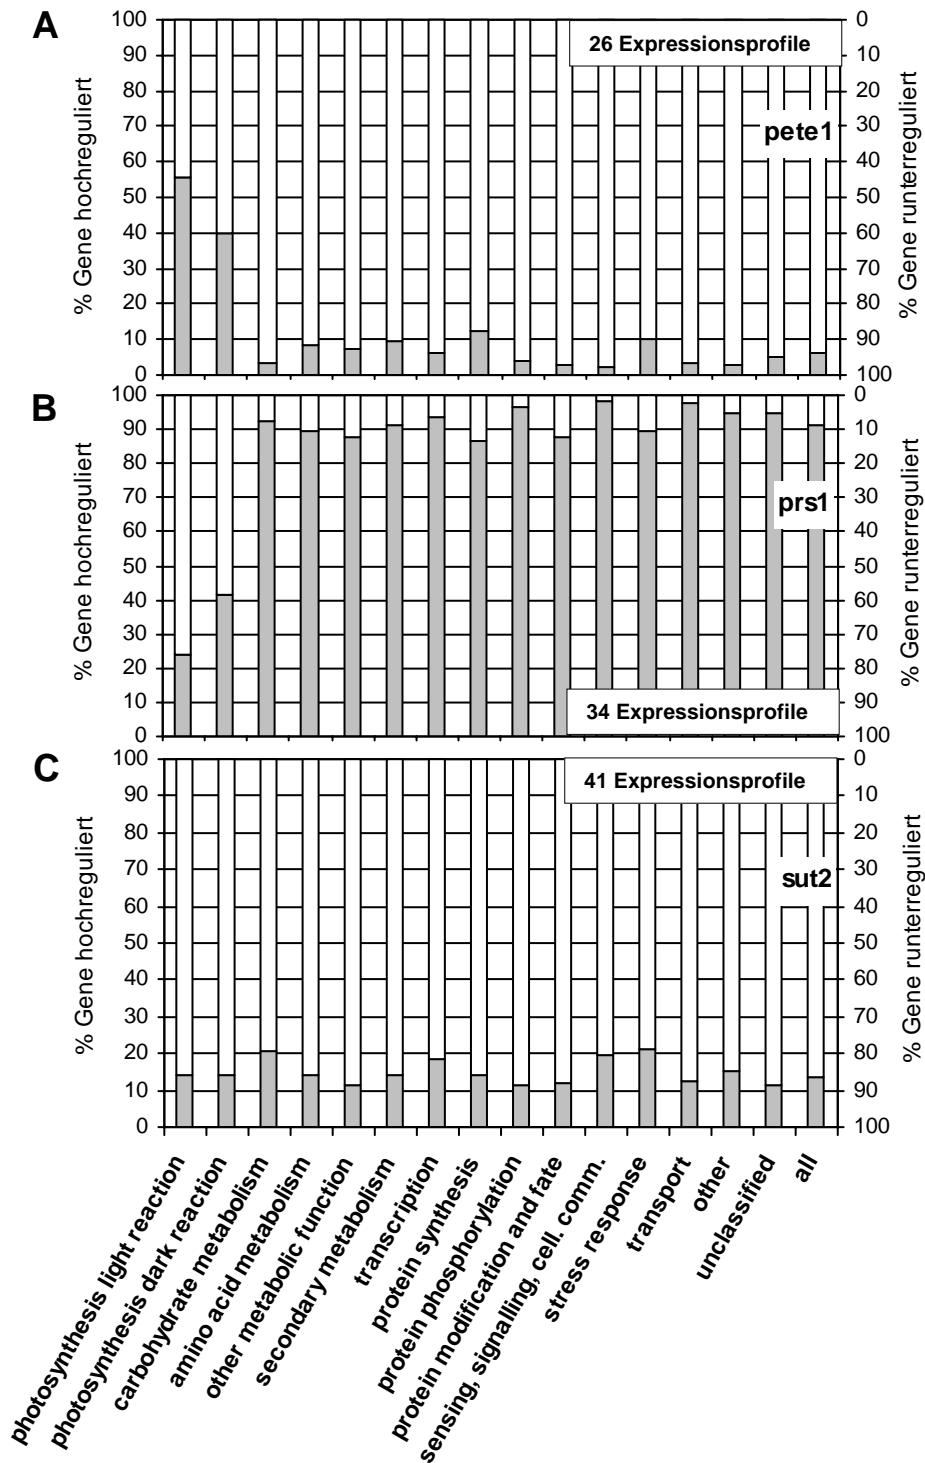 A
% Gene hochreguliert
100
90
80
70
60
50
40
30
20
10
0
26 Expressionsprofile
pete1
0
10
20
30
40
50
60
70
80
90
100
% Gene runterreguliert
B
% Gene hochreguliert
100
90
80
70
60
50
40
30
20
10
0
prs1
34 Expressionsprofile
0
10
20
30
40
50
60
70
80
90
100
% Gene runterreguliert
C
% Gene hochreguliert
100
90
80
70
60
50
40
30
20
10
0
41 Expressionsprofile
sut2
0
10
20
30
40
50
60
70
80
90
100
% Gene runterreguliert
photosynthesis light reaction
photosynthesis dark reaction
carbohydrate metabolism
amino acid metabolism
other metabolic function
secondary metabolism
transcription
protein synthesis
protein phosphorylation
protein modification and fate
sensing, signalling, cell. comm.
stress response
transport
other
unclassified
all